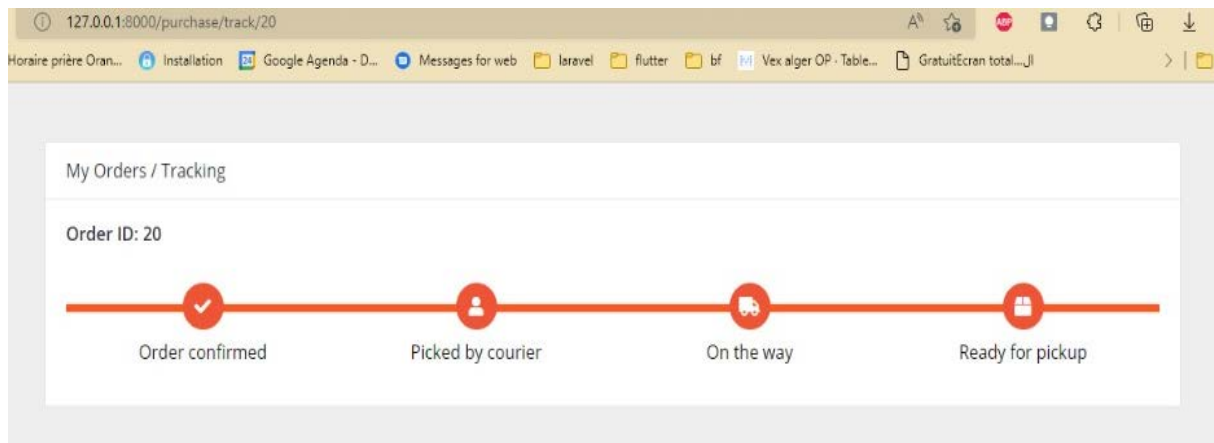 127.0.0.1:8000/purchase/track/20
Horaire prière Oran... Installation Google Agenda - D... Messages for web laravel flutter bf Vex alger OP - Table... GratuitEcran total....ال
My Orders / Tracking
Order ID: 20
Order confirmed Picked by courier On the way Ready for pickup